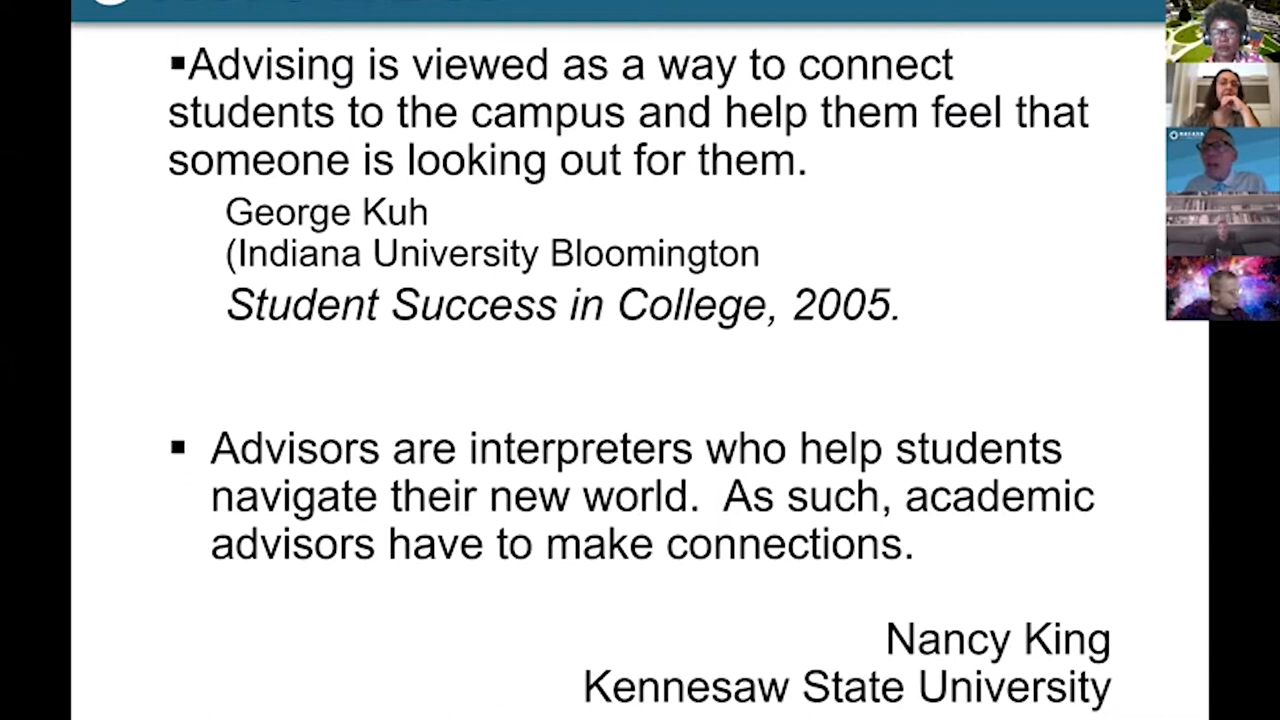 ▪Advising is viewed as a way to connect
students to the campus and help them feel that
someone is looking out for them.
George Kuh
(Indiana University Bloomington
Student Success in College, 2005.
▪ Advisors are interpreters who help students
navigate their new world.  As such, academic
advisors have to make connections.
Nancy King
Kennesaw State University